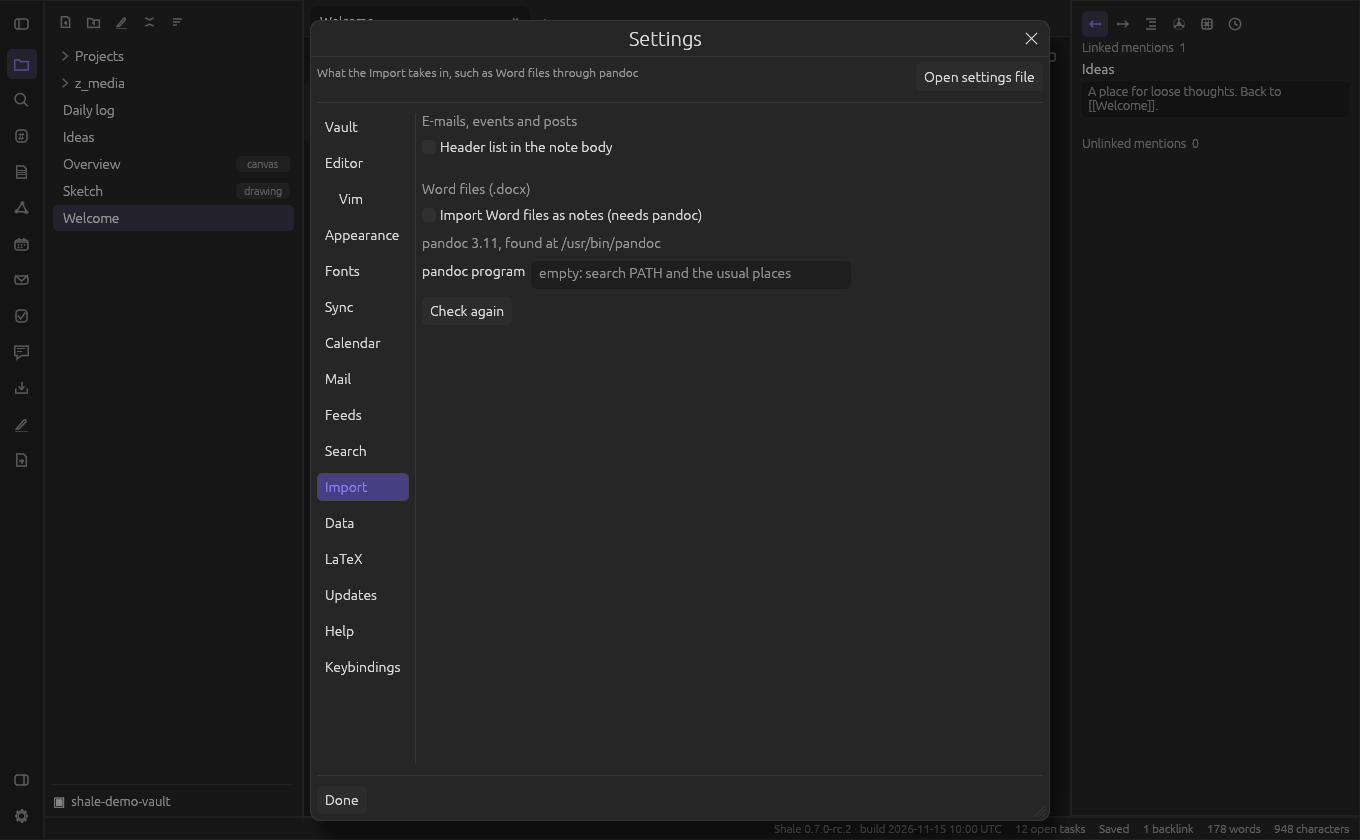 Projects
z_media
Daily log
Ideas
Overview canvas
Sketch drawing
Welcome
shale-demo-vault
Welcome
Settings
What the Import takes in, such as Word files through pandoc
Open settings file
Vault
Editor
Vim
Appearance
Fonts
Sync
Calendar
Mail
Feeds
Search
Import
Data
LaTeX
Updates
Help
Keybindings
E-mails, events and posts
Header list in the note body
Word files (.docx)
Import Word files as notes (needs pandoc)
pandoc 3.11, found at /usr/bin/pandoc
pandoc program empty: search PATH and the usual places
Check again
Done
Linked mentions 1
Ideas
A place for loose thoughts. Back to
[[Welcome]].
Unlinked mentions 0
Shale 0.7.0-rc.2 · build 2026-11-15 10:00 UTC 12 open tasks Saved 1 backlink 178 words 948 characters